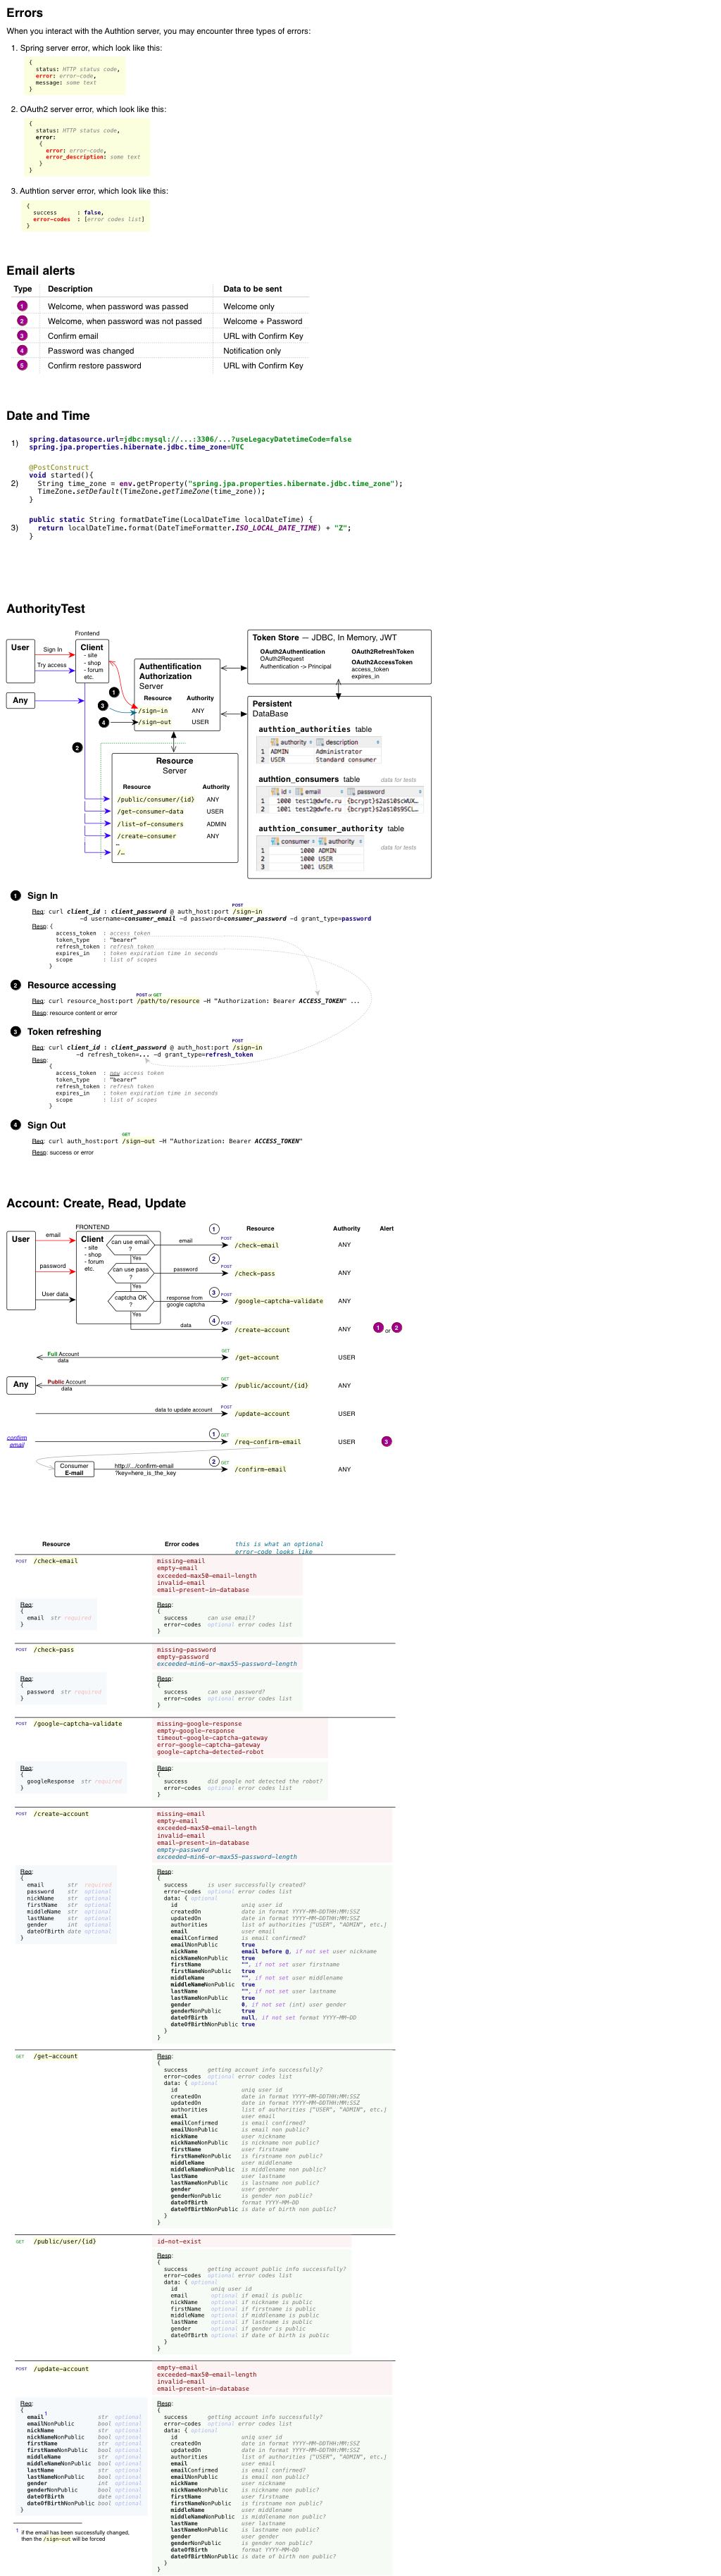 Errors
When you interact with the Authtion server, you may encounter three types of errors:
1. Spring server error, which look like this:
{
status: HTTP status code,
error: error-code,
message: some text
}
2. OAuth2 server error, which look like this:
{
status: HTTP status code,
error:
{
error: error-code,
error_description: some text
}
}
3. Authtion server error, which look like this:
{
success : false,
error-codes : [error codes list]
}
Email alerts
Type Description Data to be sent
1 Welcome, when password was passed Welcome only
2 Welcome, when password was not passed Welcome + Password
3 Confirm email URL with Confirm Key
4 Password was changed Notification only
5 Confirm restore password URL with Confirm Key
Date and Time
1) spring.datasource.url=jdbc:mysql://...:3306/...?useLegacyDatetimeCode=false
spring.jpa.properties.hibernate.jdbc.time_zone=UTC
@PostConstruct
void started(){
2) String time_zone = env.getProperty("spring.jpa.properties.hibernate.jdbc.time_zone");
TimeZone.setDefault(TimeZone.getTimeZone(time_zone));
}
public static String formatDateTime(LocalDateTime localDateTime) {
3) return localDateTime.format(DateTimeFormatter.ISO_LOCAL_DATE_TIME) + "Z";
}
AuthorityTest
User
Sign In
Try access
Any
Frontend
Client
- site
- shop
- forum
etc.
1
3
4
2
Authentification
Authorization
Server
Resource Authority
/sign-in ANY
/sign-out USER
Resource
Server
Resource Authority
/public/consumer/{id} ANY
/get-consumer-data USER
/list-of-consumers ADMIN
/create-consumer ANY
…
/…
Token Store — JDBC, In Memory, JWT
OAuth2Authentication
OAuth2Request
Authentication -> Principal
OAuth2RefreshToken
OAuth2AccessToken
access_token
expires_in
Persistent
DataBase
authtion_authorities table
authority description
1 ADMIN Administrator
2 USER Standard consumer
authtion_consumers table data for tests
id email password
1 1000 test1@dwfe.ru {bcrypt}$2a$10$cWUX…
2 1001 test2@dwfe.ru {bcrypt}$2a$10$9SCL…
authtion_consumer_authority table
consumer authority
1 1000 ADMIN
2 1000 USER
3 1001 USER
data for tests
1 Sign In
POST
Req: curl client_id : client_password @ auth_host:port /sign-in
-d username=consumer_email -d password=consumer_password -d grant_type=password
Resp: {
access_token : access token
token_type : "bearer"
refresh_token : refresh token
expires_in : token expiration time in seconds
scope : list of scopes
}
2 Resource accessing
POST or GET
Req: curl resource_host:port /path/to/resource -H "Authorization: Bearer ACCESS_TOKEN" ...
Resp: resource content or error
3 Token refreshing
POST
Req: curl client_id : client_password @ auth_host:port /sign-in
-d refresh_token=... -d grant_type=refresh_token
Resp:
{
access_token : new access token
token_type : "bearer"
refresh_token : refresh token
expires_in : token expiration time in seconds
scope : list of scopes
}
4 Sign Out
GET
Req: curl auth_host:port /sign-out -H "Authorization: Bearer ACCESS_TOKEN"
Resp: success or error
Account: Create, Read, Update
User
email
password
User data
FRONTEND
Client
- site
- shop
- forum
etc.
can use email
?
Yes
can use pass
?
Yes
captcha OK
?
Yes
Resource Authority Alert
email 1 POST /check-email ANY
password 2 POST /check-pass ANY
response from
google captcha
3 POST /google-captcha-validate ANY
data 4 POST /create-account ANY 1 or 2
Full Account
data
GET /get-account USER
Any
Public Account
data
GET /public/account/{id} ANY
data to update account POST /update-account USER
confirm
email
1 GET /req-confirm-email USER 3
Consumer
E-mail
http://.../confirm-email
?key=here_is_the_key
2 GET /confirm-email ANY
Resource Error codes this is what an optional
error-code looks like
POST /check-email missing-email
empty-email
exceeded-max50-email-length
invalid-email
email-present-in-database
Req:
{
email str required
}
Resp:
{
success can use email?
error-codes optional error codes list
}
POST /check-pass missing-password
empty-password
exceeded-min6-or-max55-password-length
Req:
{
password str required
}
Resp:
{
success can use password?
error-codes optional error codes list
}
POST /google-captcha-validate missing-google-response
empty-google-response
timeout-google-captcha-gateway
error-google-captcha-gateway
google-captcha-detected-robot
Req:
{
googleResponse str required
}
Resp:
{
success did google not detected the robot?
error-codes optional error codes list
}
POST /create-account missing-email
empty-email
exceeded-max50-email-length
invalid-email
email-present-in-database
empty-password
exceeded-min6-or-max55-password-length
Req:
{
email str required
password str optional
nickName str optional
firstName str optional
middleName str optional
lastName str optional
gender int optional
dateOfBirth date optional
}
Resp:
{
success is user successfully created?
error-codes optional error codes list
data: { optional
id uniq user id
createdOn date in format YYYY-MM-DDTHH:MM:SSZ
updatedOn date in format YYYY-MM-DDTHH:MM:SSZ
authorities list of authorities ["USER", "ADMIN", etc.]
email user email
emailConfirmed is email confirmed?
emailNonPublic true
nickName email before @, if not set user nickname
nickNameNonPublic true
firstName "", if not set user firstname
firstNameNonPublic true
middleName "", if not set user middlename
middleNameNonPublic true
lastName "", if not set user lastname
lastNameNonPublic true
gender 0, if not set (int) user gender
genderNonPublic true
dateOfBirth null, if not set format YYYY-MM-DD
dateOfBirthNonPublic true
}
}
GET /get-account
Resp:
{
success getting account info successfully?
error-codes optional error codes list
data: { optional
id uniq user id
createdOn date in format YYYY-MM-DDTHH:MM:SSZ
updatedOn date in format YYYY-MM-DDTHH:MM:SSZ
authorities list of authorities ["USER", "ADMIN", etc.]
email user email
emailConfirmed is email confirmed?
emailNonPublic is email non public?
nickName user nickname
nickNameNonPublic is nickname non public?
firstName user firstname
firstNameNonPublic is firstname non public?
middleName user middlename
middleNameNonPublic is middlename non public?
lastName user lastname
lastNameNonPublic is lastname non public?
gender user gender
genderNonPublic is gender non public?
dateOfBirth format YYYY-MM-DD
dateOfBirthNonPublic is date of birth non public?
}
}
GET /public/user/{id} id-not-exist
Resp:
{
success getting account public info successfully?
error-codes optional error codes list
data: { optional
id uniq user id
email optional if email is public
nickName optional if nickname is public
firstName optional if firstname is public
middleName optional if middlename is public
lastName optional if lastname is public
gender optional if gender is public
dateOfBirth optional if date of birth is public
}
}
POST /update-account empty-email
exceeded-max50-email-length
invalid-email
email-present-in-database
Req:
{
email1 str optional
emailNonPublic bool optional
nickName str optional
nickNameNonPublic bool optional
firstName str optional
firstNameNonPublic bool optional
middleName str optional
middleNameNonPublic bool optional
lastName str optional
lastNameNonPublic bool optional
gender int optional
genderNonPublic bool optional
dateOfBirth date optional
dateOfBirthNonPublic bool optional
}
1 if the email has been successfully changed,
then the /sign-out will be forced
Resp:
{
success getting account info successfully?
error-codes optional error codes list
data: { optional
id uniq user id
createdOn date in format YYYY-MM-DDTHH:MM:SSZ
updatedOn date in format YYYY-MM-DDTHH:MM:SSZ
authorities list of authorities ["USER", "ADMIN", etc.]
email user email
emailConfirmed is email confirmed?
emailNonPublic is email non public?
nickName user nickname
nickNameNonPublic is nickname non public?
firstName user firstname
firstNameNonPublic is firstname non public?
middleName user middlename
middleNameNonPublic is middlename non public?
lastName user lastname
lastNameNonPublic is lastname non public?
gender user gender
genderNonPublic is gender non public?
dateOfBirth format YYYY-MM-DD
dateOfBirthNonPublic is date of birth non public?
}
}